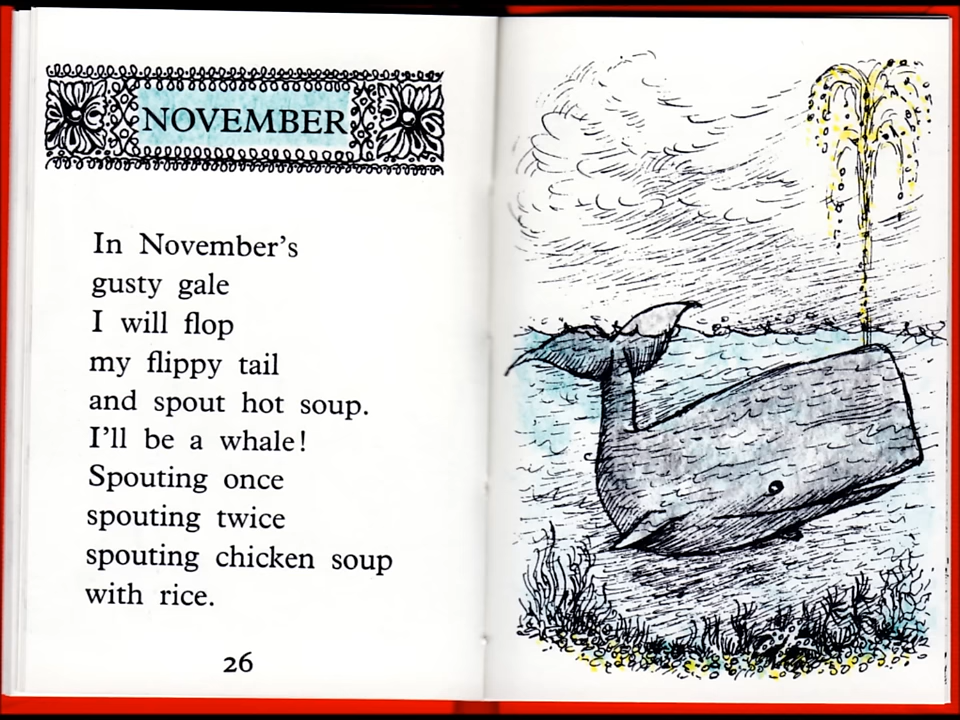 NOVEMBER
In November's
gusty gale
I will flop
my flippy tail
and spout hot soup.
I'll be a whale!
Spouting once
spouting twice
spouting chicken soup
with rice.
26